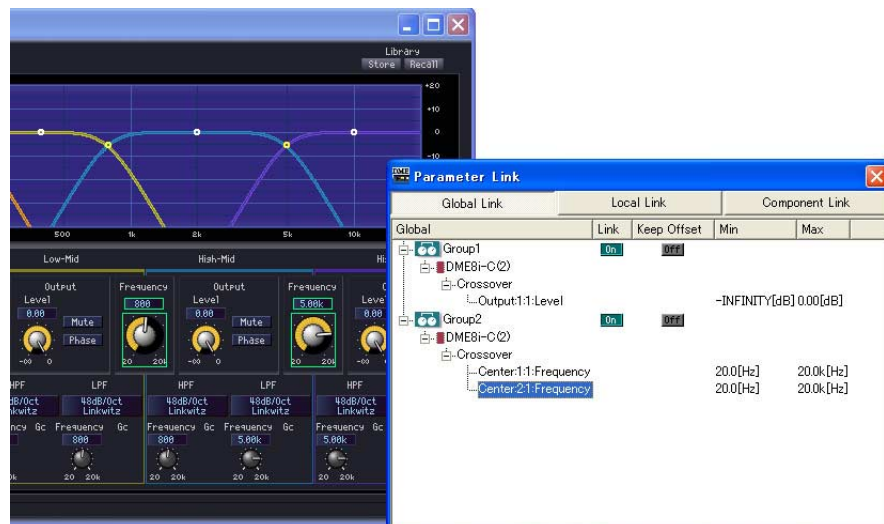 Library
Store Recall
+20
+10
0
-10
500 1k 2k 5k 10k
Low-Mid High-Mid
Output Frequency Output Frequency
Level 800 Level 5.00k
0.00 Mute 0.00 Mute 0.00
Phase Phase
-∞ 0 20 20k -∞ 0 20 20k -∞
HPF LPF HPF LPF HPF
48dB/Oct 48dB/Oct 48dB/Oct 48dB/Oct
Linkwitz Linkwitz Linkwitz Linkwitz
Gc Frequency Gc Frequency Gc Frequency Gc Frequency Gc
800 800 5.00k 5.00k
20 20k 20 20k 20 20k 20 20k
DME Parameter Link
Global Link Local Link Component Link
Global Link Keep Offset Min Max
Group1 On Off
DME8i-C(2)
Crossover
Output:1:1:Level -INFINITY[dB] 0.00[dB]
Group2 On Off
DME8i-C(2)
Crossover
Center:1:1:Frequency 20.0[Hz] 20.0k[Hz]
Center:2:1:Frequency 20.0[Hz] 20.0k[Hz]